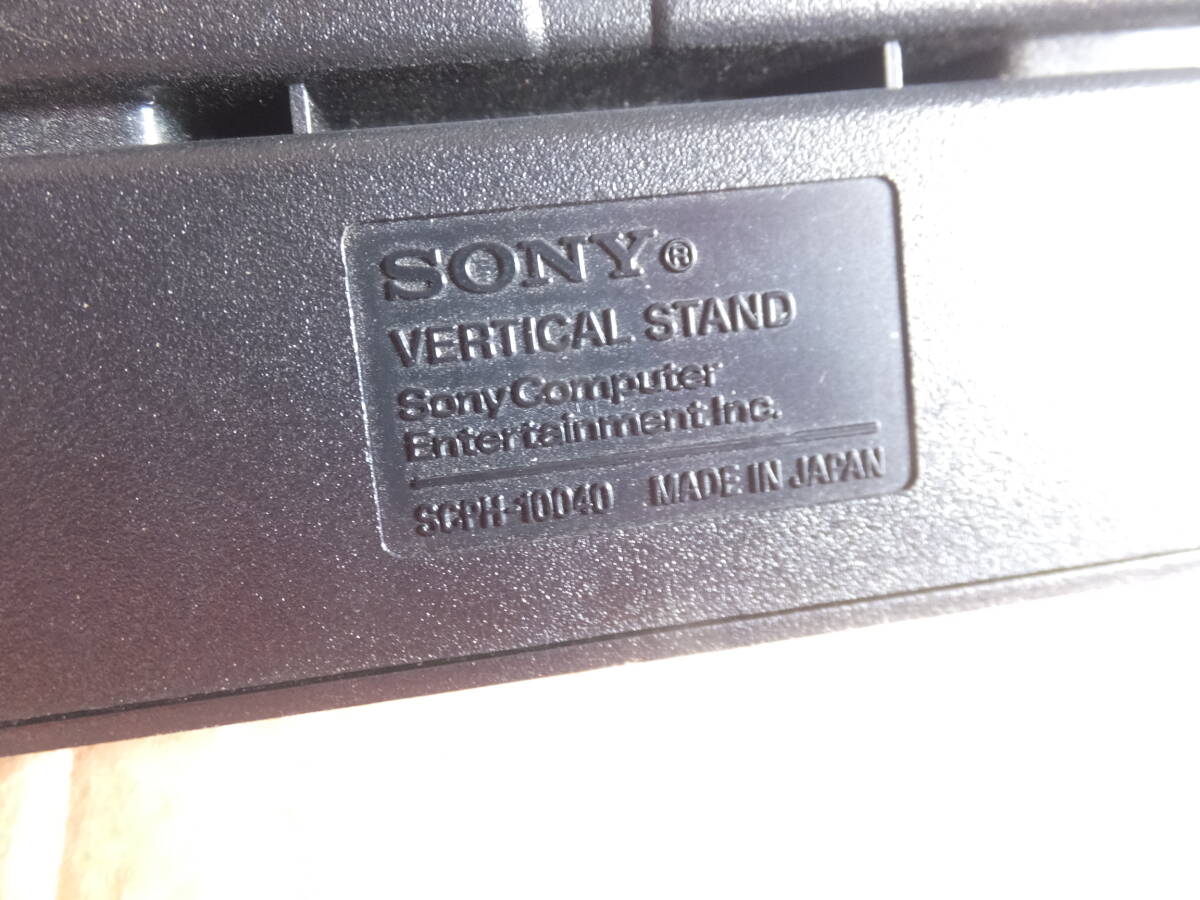 SONY®
VERTICAL STAND
Sony Computer
Entertainment Inc.
SCPH-10040 MADE IN JAPAN